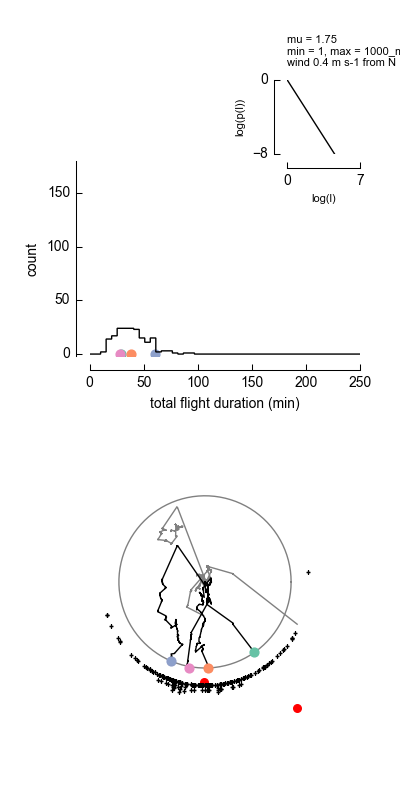 mu = 1.75
min = 1, max = 1000_m
wind 0.4 m s-1 from N
0
log(p(l))
−8
0 7
log(l)
150
100
count
50
0
0 50 100 150 200 250
total flight duration (min)